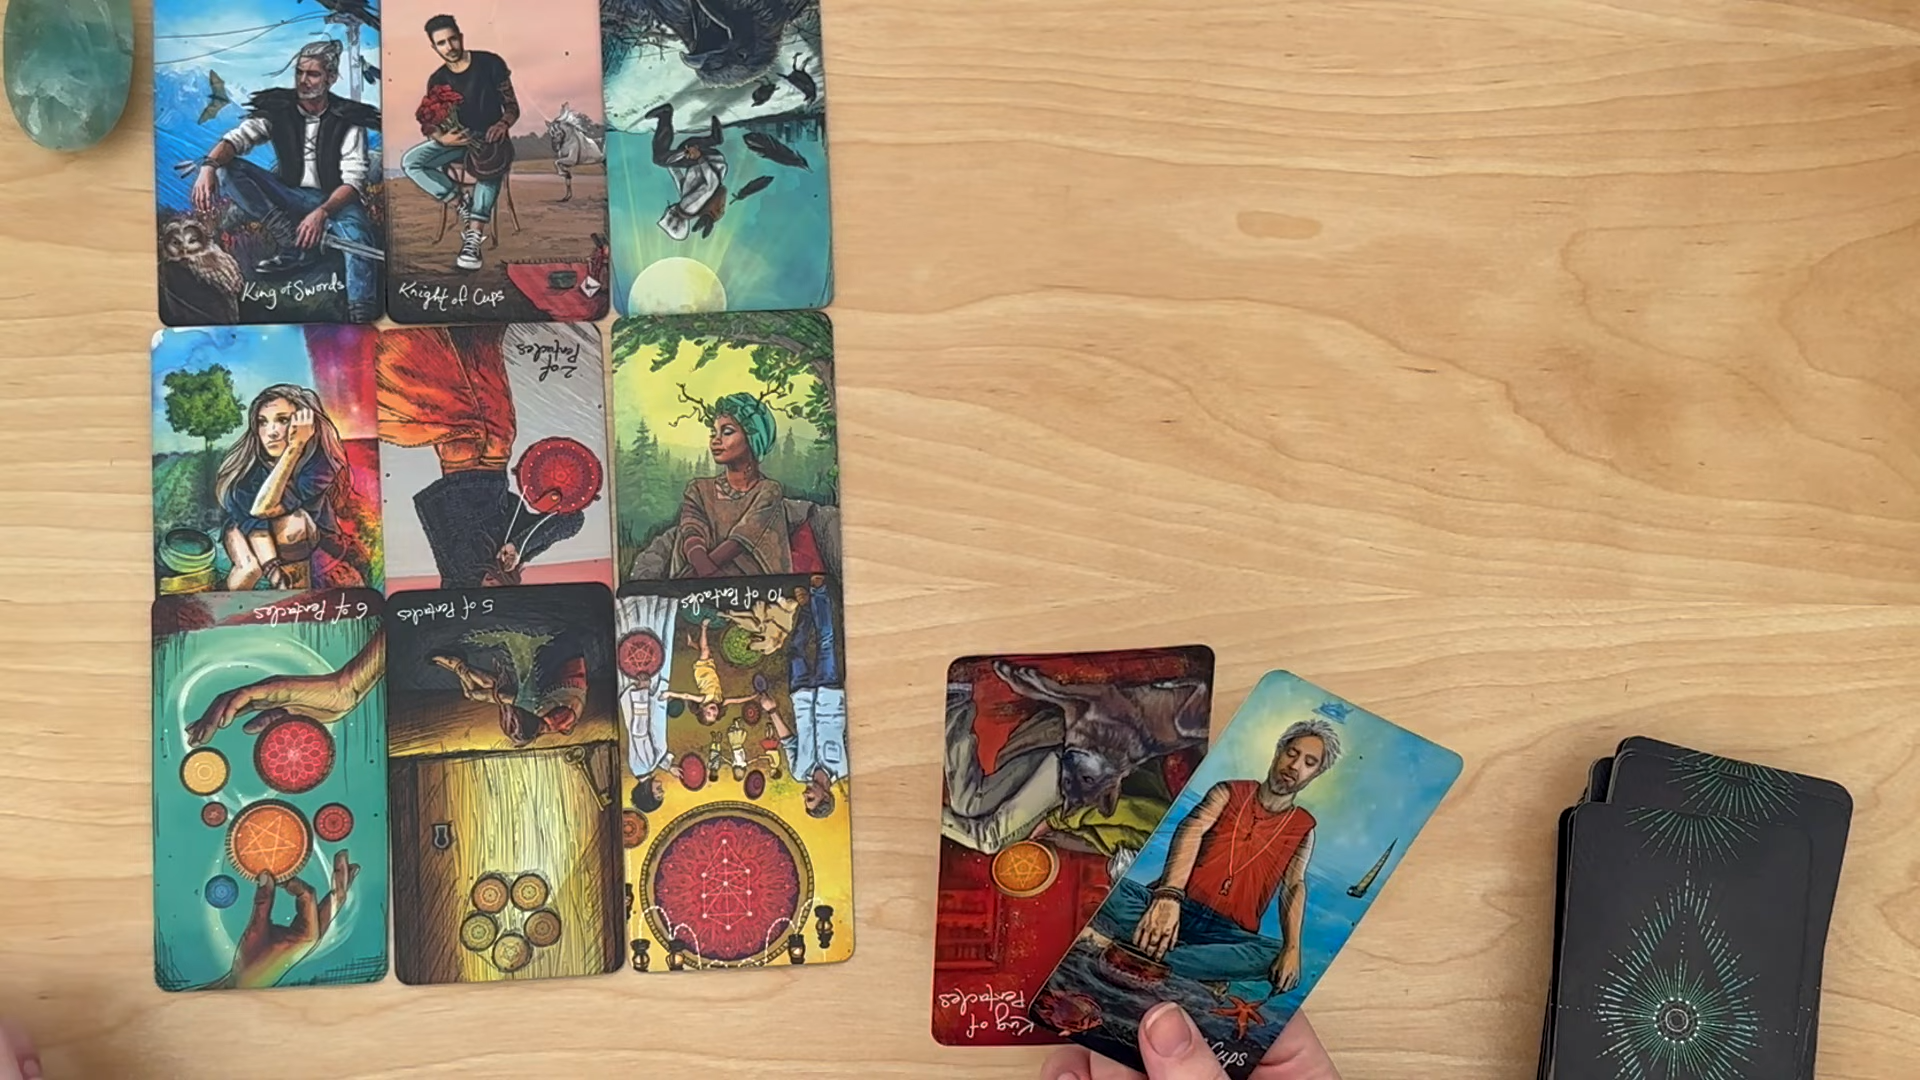 King of Swords
Knight of Cups
2 of
Pentacles
6 of Pentacles
5 of Pentacles
10 of Pentacles
King of
Pentacles